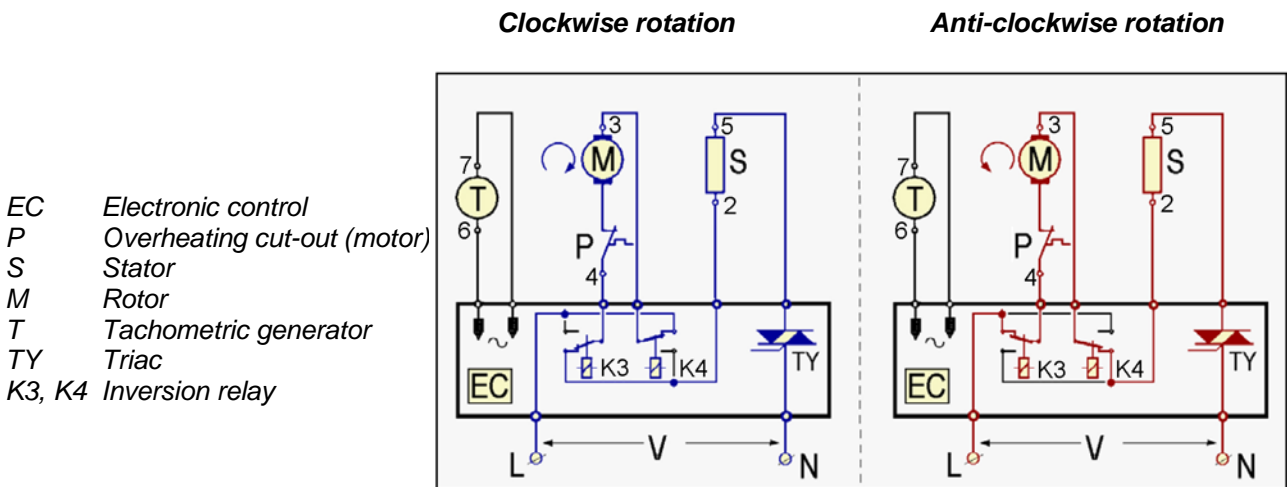 Clockwise rotation Anti-clockwise rotation
EC Electronic control
P Overheating cut-out (motor)
S Stator
M Rotor
T Tachometric generator
TY Triac
K3, K4 Inversion relay
3 5
7 M S
T 2
6 P
4
K3 K4 TY
EC
L V N
3 5
7 M S
T 2
6 P
4
K3 K4 TY
EC
L V N